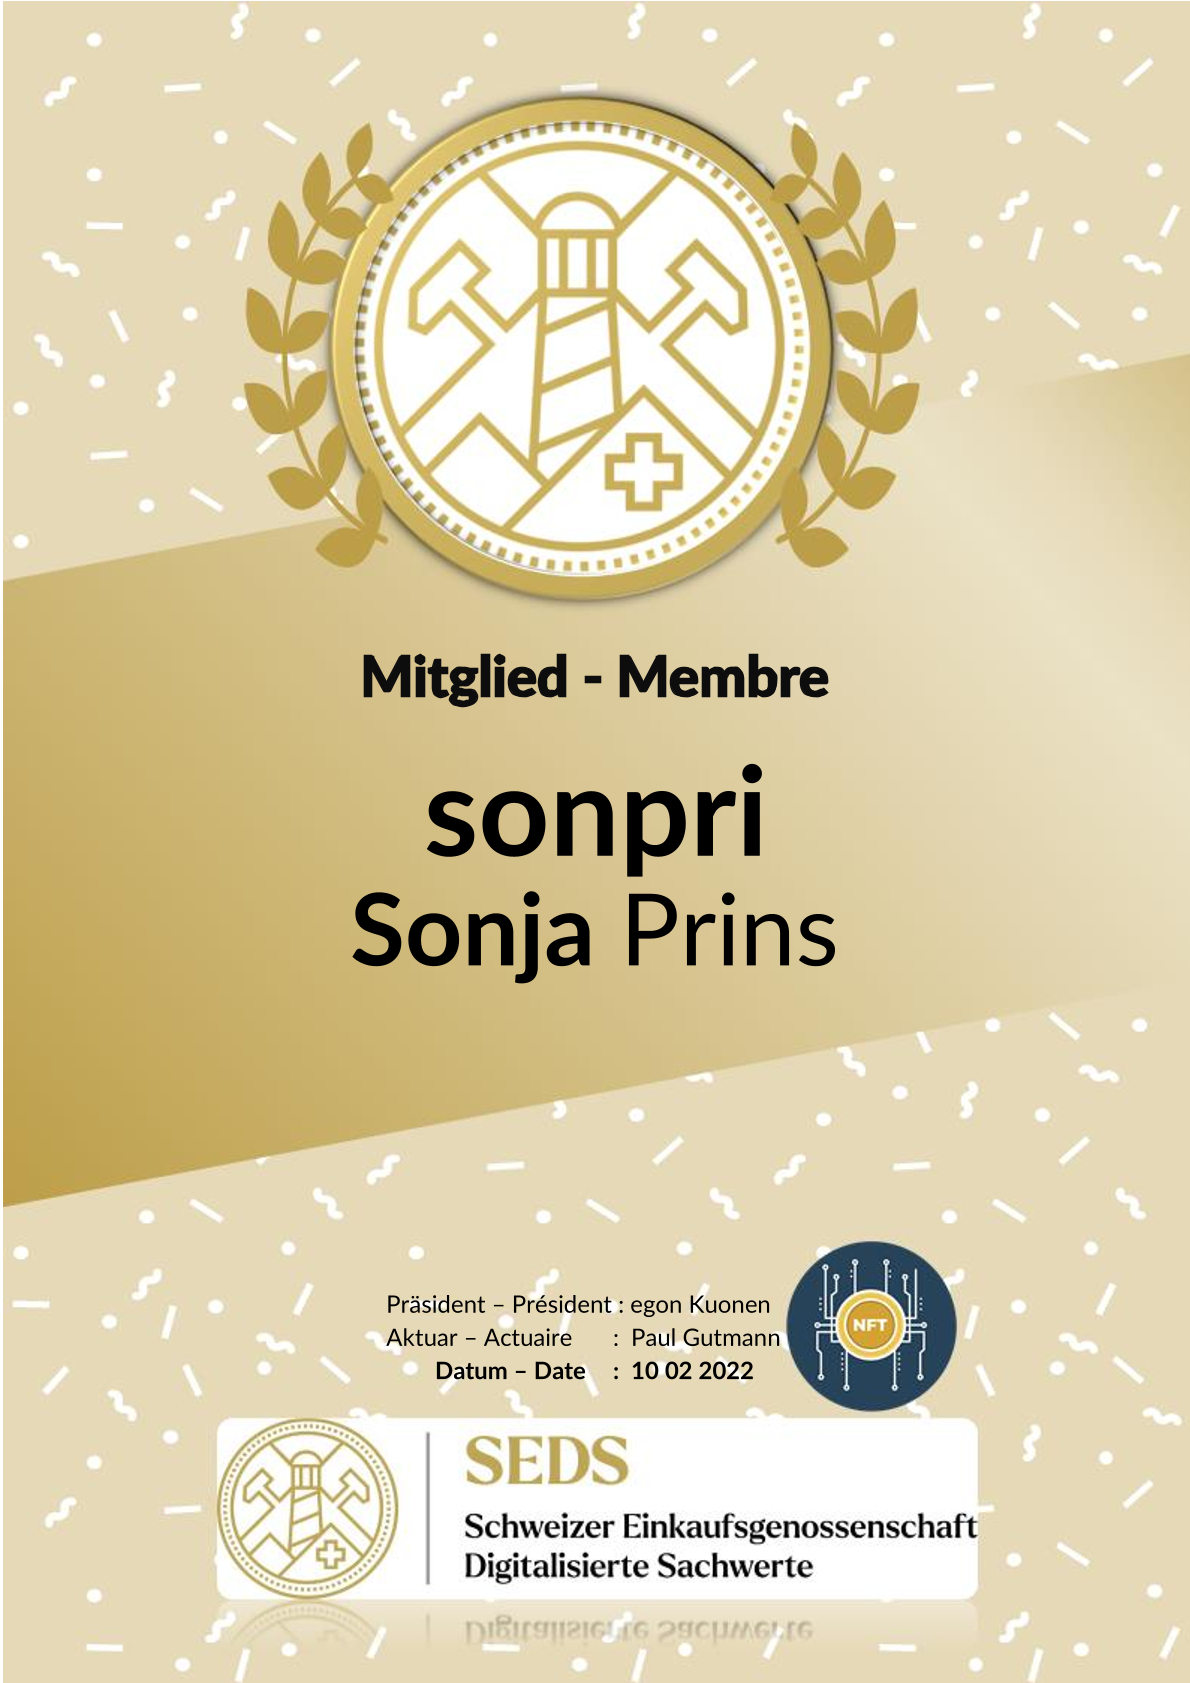 Mitglied - Membre
sonpri
Sonja Prins
Präsident – Président : egon Kuonen
Aktuar – Actuaire : Paul Gutmann
Datum – Date : 10 02 2022
NFT
SEDS
Schweizer Einkaufsgenossenschaft
Digitalisierte Sachwerte